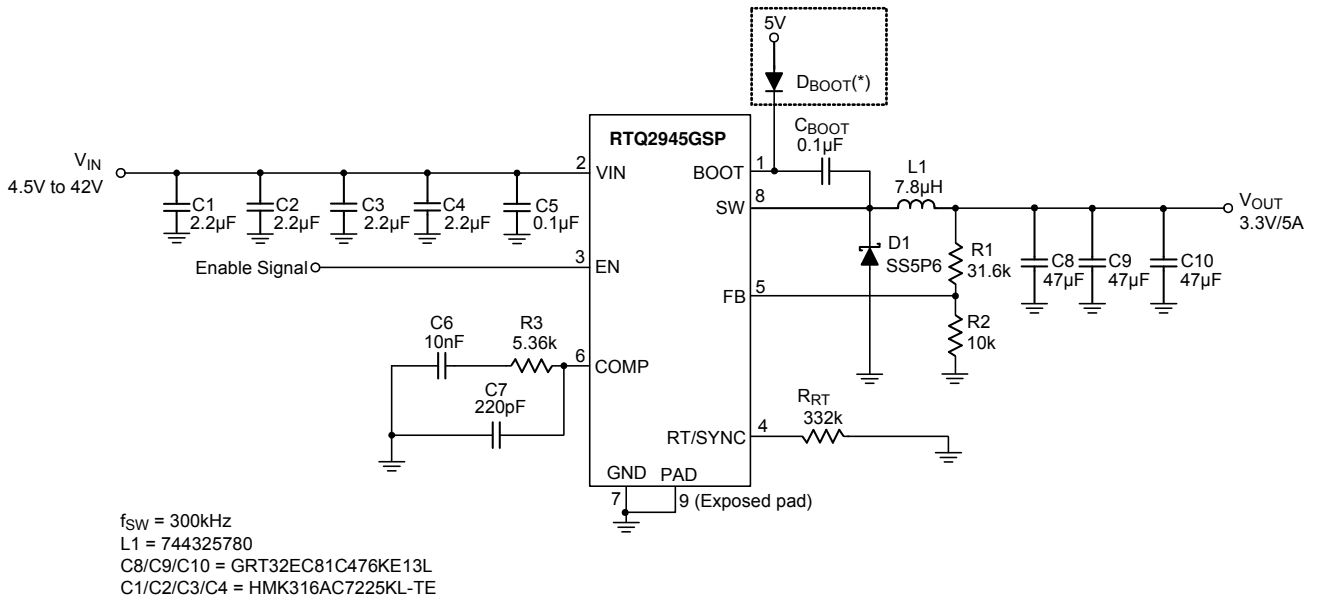 5V
DBOOT(*)
RTQ2945GSP
CBOOT
0.1µF
VIN
4.5V to 42V
2
VIN
BOOT
1
L1
7.8µH
C1
2.2µF
C2
2.2µF
C3
2.2µF
C4
2.2µF
C5
0.1µF
SW
8
VOUT
3.3V/5A
D1
SS5P6
R1
31.6k
C8
47µF
C9
47µF
C10
47µF
Enable Signal
3
EN
FB
5
R2
10k
C6
10nF
R3
5.36k
6
COMP
C7
220pF
RRT
332k
RT/SYNC
4
GND
PAD
7
9 (Exposed pad)
fSW = 300kHz
L1 = 744325780
C8/C9/C10 = GRT32EC81C476KE13L
C1/C2/C3/C4 = HMK316AC7225KL-TE